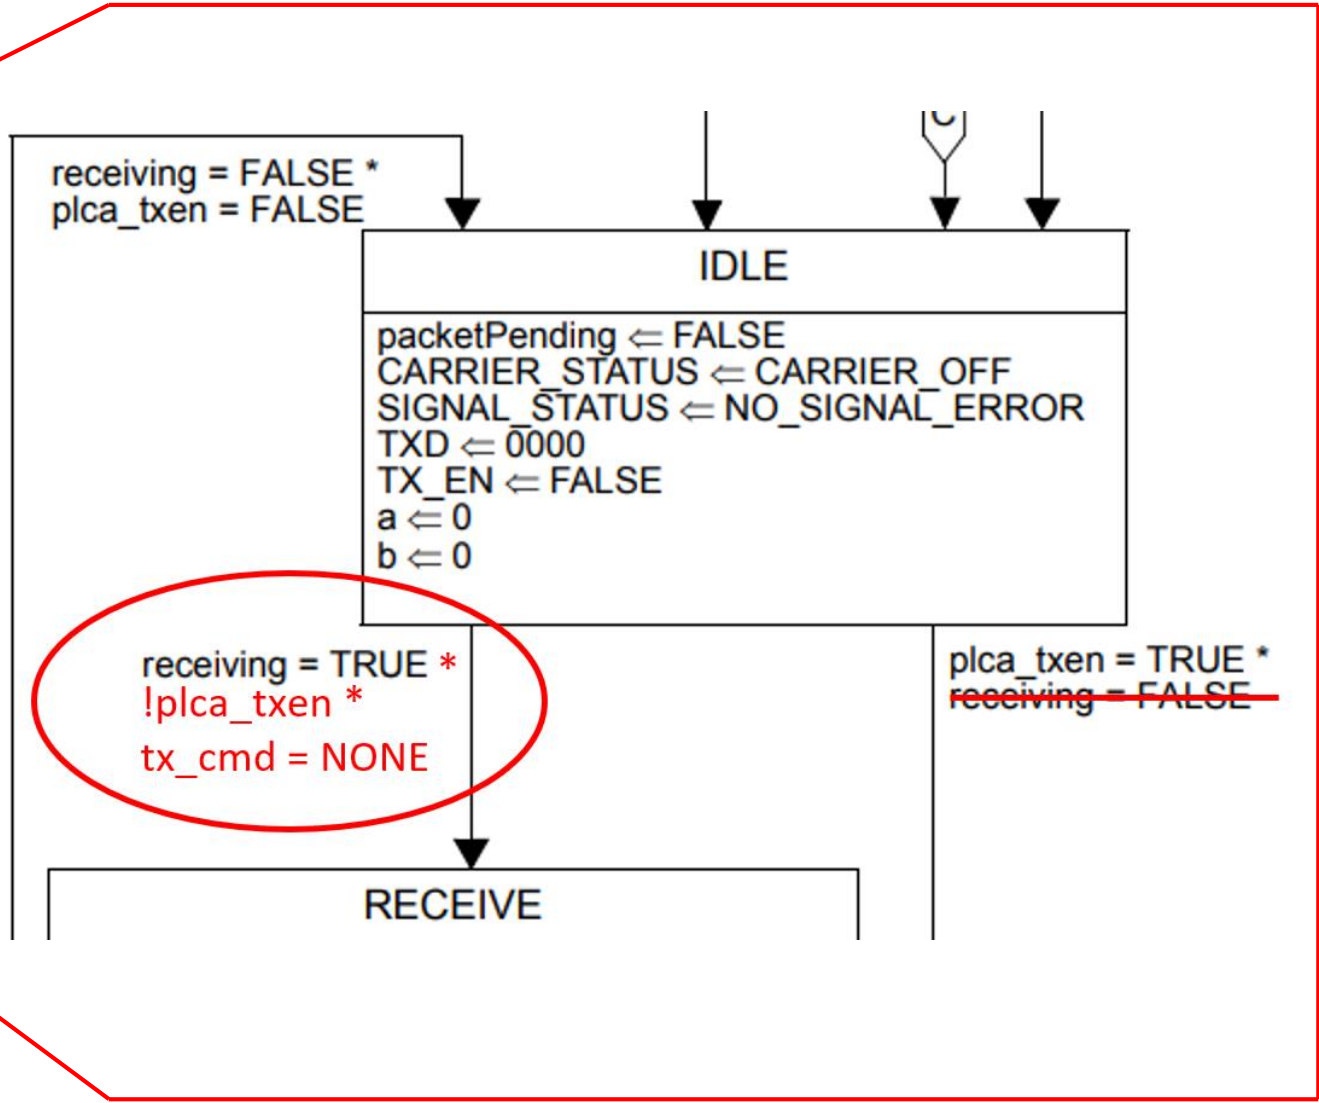 C
receiving = FALSE *
plca_txen = FALSE
IDLE
packetPending ⇐ FALSE
CARRIER_STATUS ⇐ CARRIER_OFF
SIGNAL_STATUS ⇐ NO_SIGNAL_ERROR
TXD ⇐ 0000
TX_EN ⇐ FALSE
a ⇐ 0
b ⇐ 0
receiving = TRUE *
!plca_txen *
tx_cmd = NONE
plca_txen = TRUE *
receiving = FALSE
RECEIVE